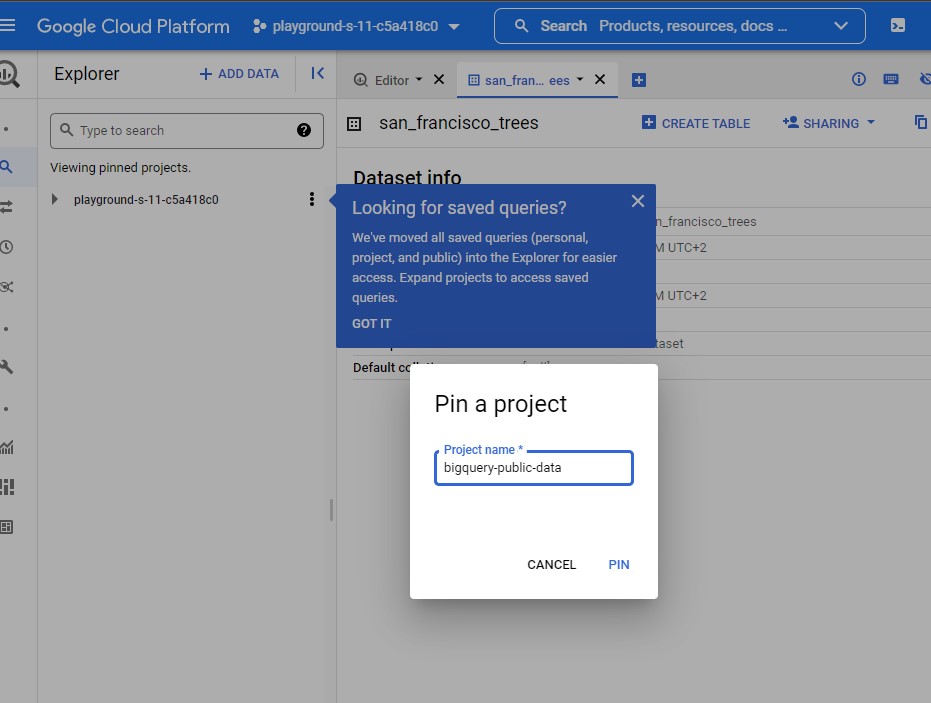 Google Cloud Platform
playground-s-11-c5a418c0
Search Products, resources, docs ...
Explorer
+ ADD DATA
Editor
san_fran... ees
Type to search
san_francisco_trees
CREATE TABLE
SHARING
Viewing pinned projects.
playground-s-11-c5a418c0
Dataset info
Looking for saved queries?
We've moved all saved queries (personal,
project, and public) into the Explorer for easier
access. Expand projects to access saved
queries.
GOT IT
n_francisco_trees
M UTC+2
M UTC+2
taset
Default
Pin a project
Project name *
bigquery-public-data
CANCEL
PIN